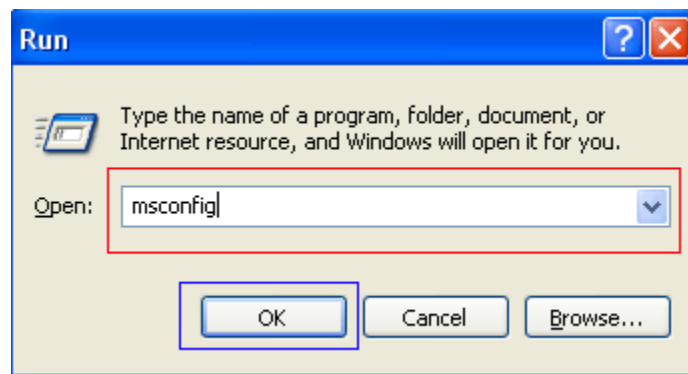 Run
Type the name of a program, folder, document, or
Internet resource, and Windows will open it for you.
Open: msconfig
OK Cancel Browse...